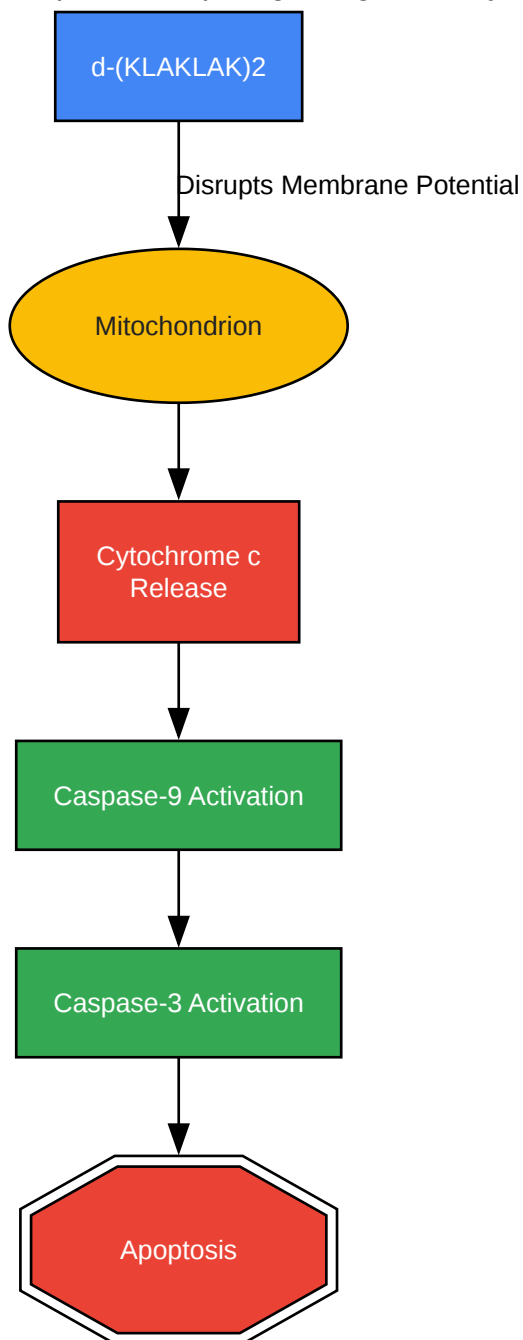 d-(KLAKLAK)2
Disrupts Membrane Potential
Mitochondrion
Cytochrome c
Release
Caspase-9 Activation
Caspase-3 Activation
Apoptosis